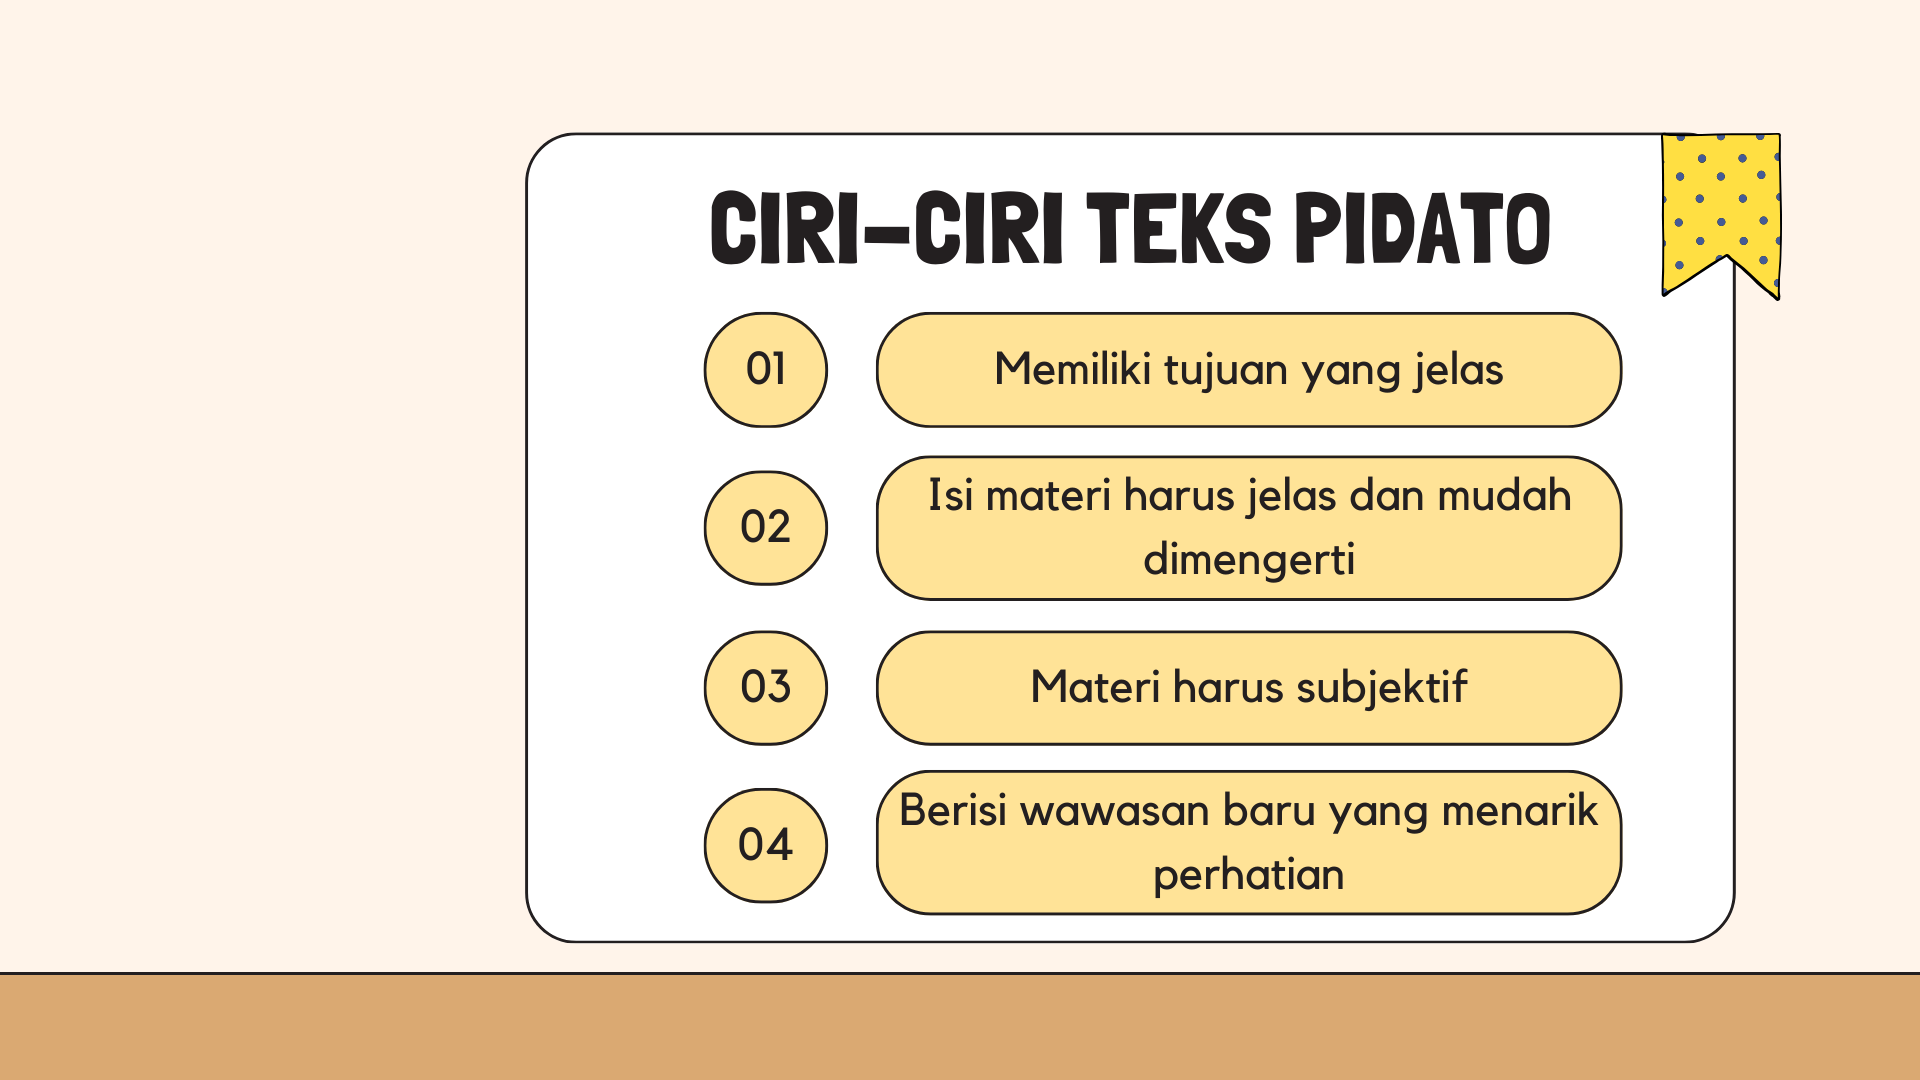 CIRI-CIRI TEKS PIDATO
01
Memiliki tujuan yang jelas
02
Isi materi harus jelas dan mudah
dimengerti
03
Materi harus subjektif
04
Berisi wawasan baru yang menarik
perhatian